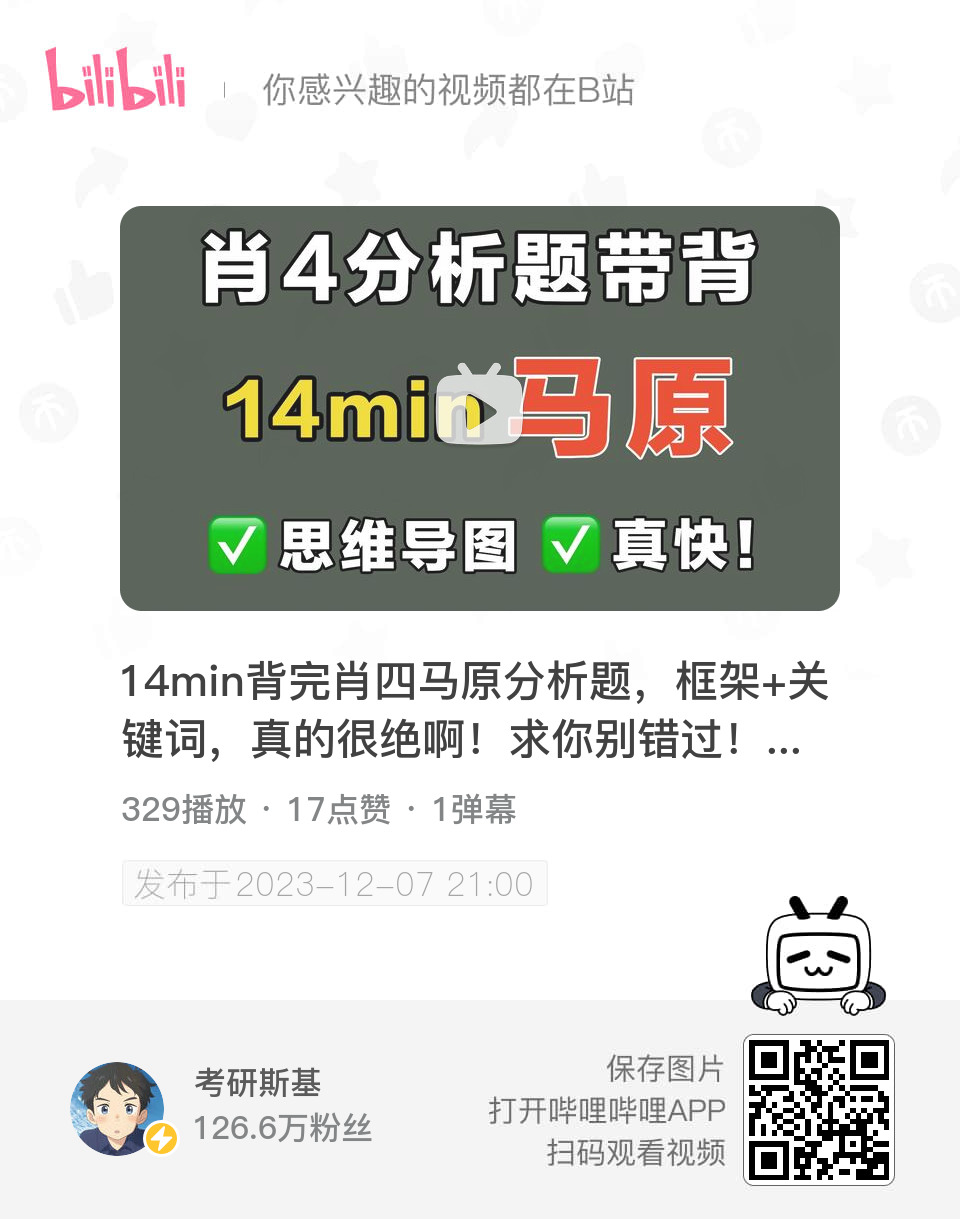 bilibili
你感兴趣的视频都在B站
肖4分析题带背
14min马原
思维导图 真快!
14min背完肖四马原分析题，框架+关
键词，真的很绝啊！求你别错过！...
329播放 · 17点赞 · 1弹幕
发布于2023-12-07 21:00
考研斯基
126.6万粉丝
保存图片
打开哔哩哔哩APP
扫码观看视频